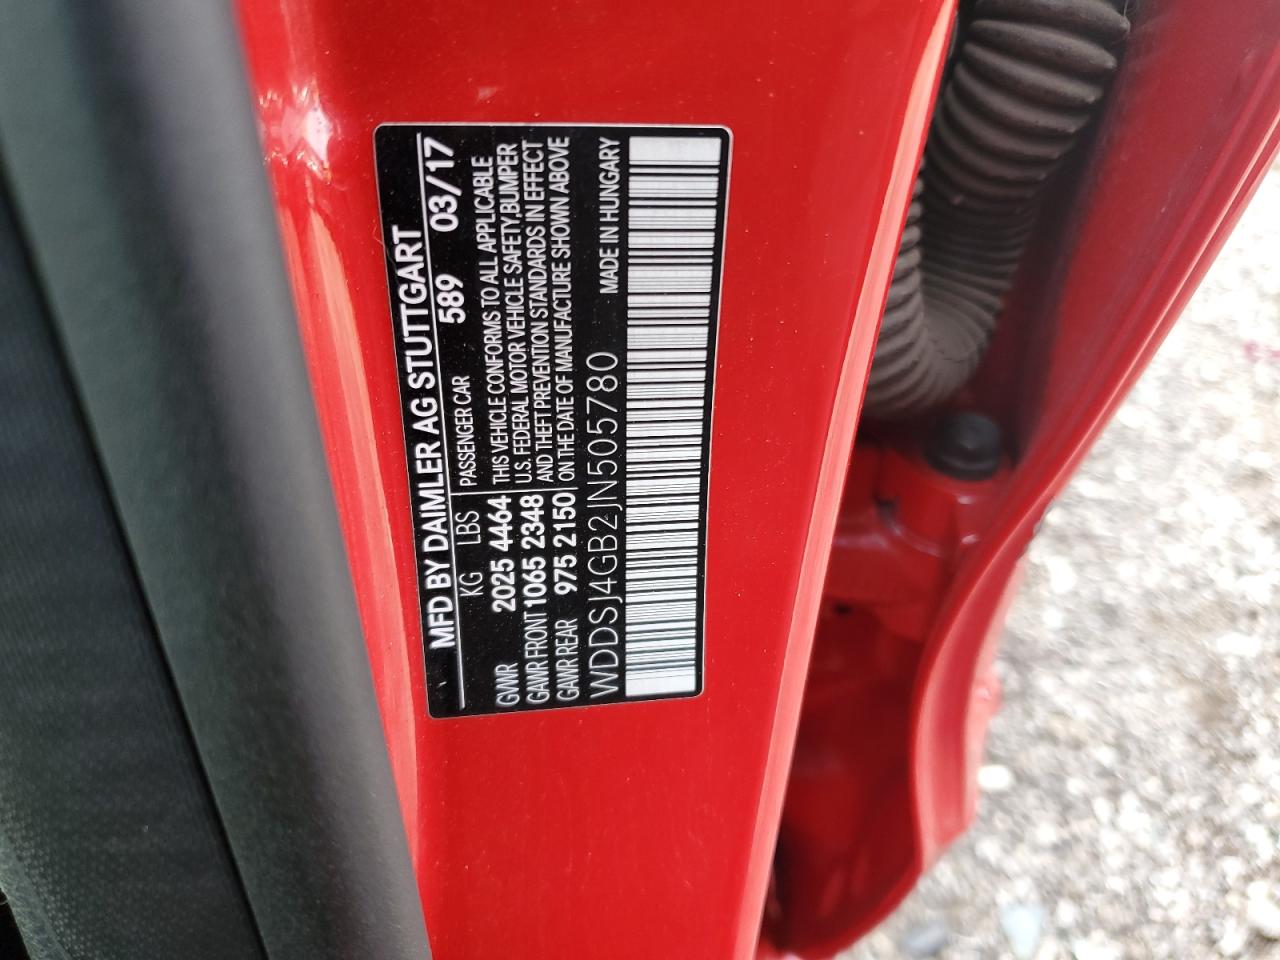 MFD BY DAIMLER AG STUTTGART
KG LBS PASSENGER CAR 589 03/17
GVWR 2025 4464 THIS VEHICLE CONFORMS TO ALL APPLICABLE
GAWR FRONT 1065 2348 U.S. FEDERAL MOTOR VEHICLE SAFETY,BUMPER
AND THEFT PREVENTION STANDARDS IN EFFECT
GAWR REAR 975 2150 ON THE DATE OF MANUFACTURE SHOWN ABOVE
WDDSJ4GB2JN505780 MADE IN HUNGARY